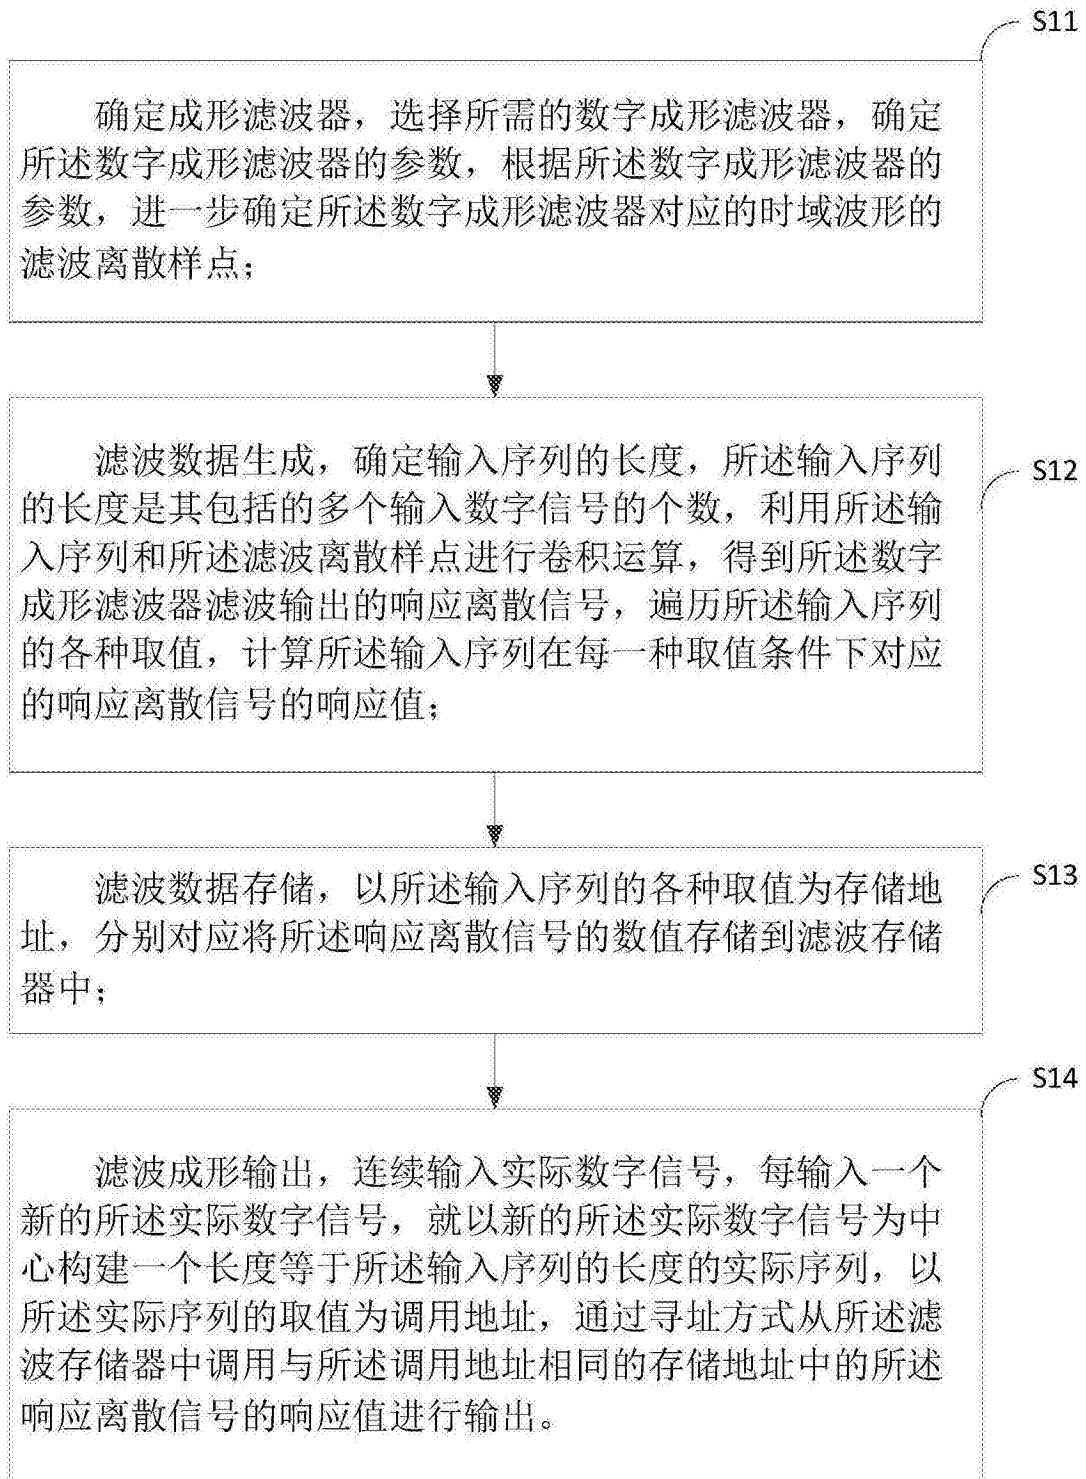 S11
确定成形滤波器，选择所需的数字成形滤波器，确定
所述数字成形滤波器的参数，根据所述数字成形滤波器的
参数，进一步确定所述数字成形滤波器对应的时域波形的
滤波离散样点；
S12
滤波数据生成，确定输入序列的长度，所述输入序列
的长度是其包括的多个输入数字信号的个数，利用所述输
入序列和所述滤波离散样点进行卷积运算，得到所述数字
成形滤波器滤波输出的响应离散信号，遍历所述输入序列
的各种取值，计算所述输入序列在每一种取值条件下对应
的响应离散信号的响应值；
S13
滤波数据存储，以所述输入序列的各种取值为存储地
址，分别对应将所述响应离散信号的数值存储到滤波存储
器中；
S14
滤波成形输出，连续输入实际数字信号，每输入一个
新的所述实际数字信号，就以新的所述实际数字信号为中
心构建一个长度等于所述输入序列的长度的实际序列，以
所述实际序列的取值为调用地址，通过寻址方式从所述滤
波存储器中调用与所述调用地址相同的存储地址中的所述
响应离散信号的响应值进行输出。